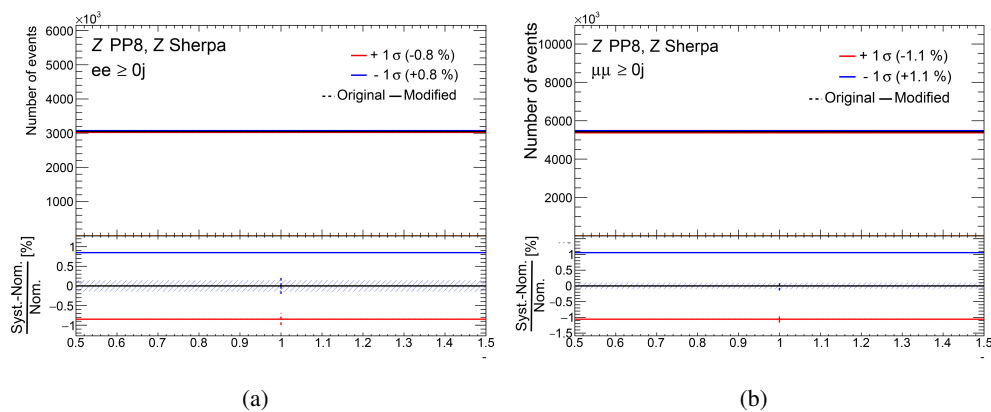 ×10³
Number of events
6000
5000
4000
3000
2000
1000
Z PP8, Z Sherpa
ee ≥ 0j
+ 1 σ (-0.8 %)
- 1 σ (+0.8 %)
Original Modified
Syst.-Nom.
Nom.
[%]
1
0.5
0
−0.5
−1
0.5 0.6 0.7 0.8 0.9 1 1.1 1.2 1.3 1.4 1.5
(a)
×10³
Number of events
10000
8000
6000
4000
2000
Z PP8, Z Sherpa
μμ ≥ 0j
+ 1 σ (-1.1 %)
- 1 σ (+1.1 %)
Original Modified
Syst.-Nom.
Nom.
[%]
1
0.5
0
−0.5
−1
−1.5
0.5 0.6 0.7 0.8 0.9 1 1.1 1.2 1.3 1.4 1.5
(b)